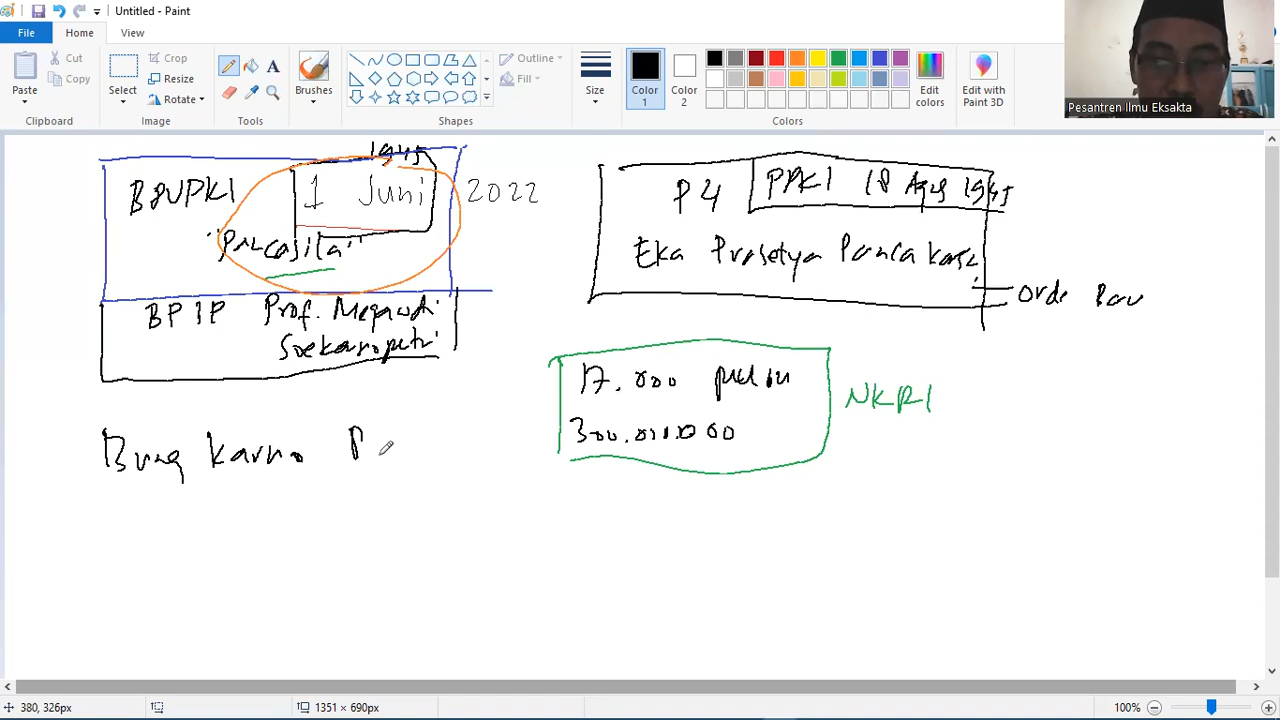 Untitled - Paint
File Home View
Paste
Cut
Copy
Clipboard
Select
Crop
Resize
Rotate
Image
Tools
Brushes
Shapes
Outline
Fill
Size
Color 1
Color 2
Colors
Edit colors
Edit with Paint 3D
Pesantren Ilmu Eksakta
1945
BPUPKI 1 Juni 2022
"Pancasila"
BPIP Prof. Megawati
Soekarnoputri
P4 PPKI 18 Agus 1945
Eka Prasetya Panca Karsa
Orde Baru
17.000 pulau
300.000.000
NKRI
Bung Karno P
380, 326px
1351 × 690px
100%